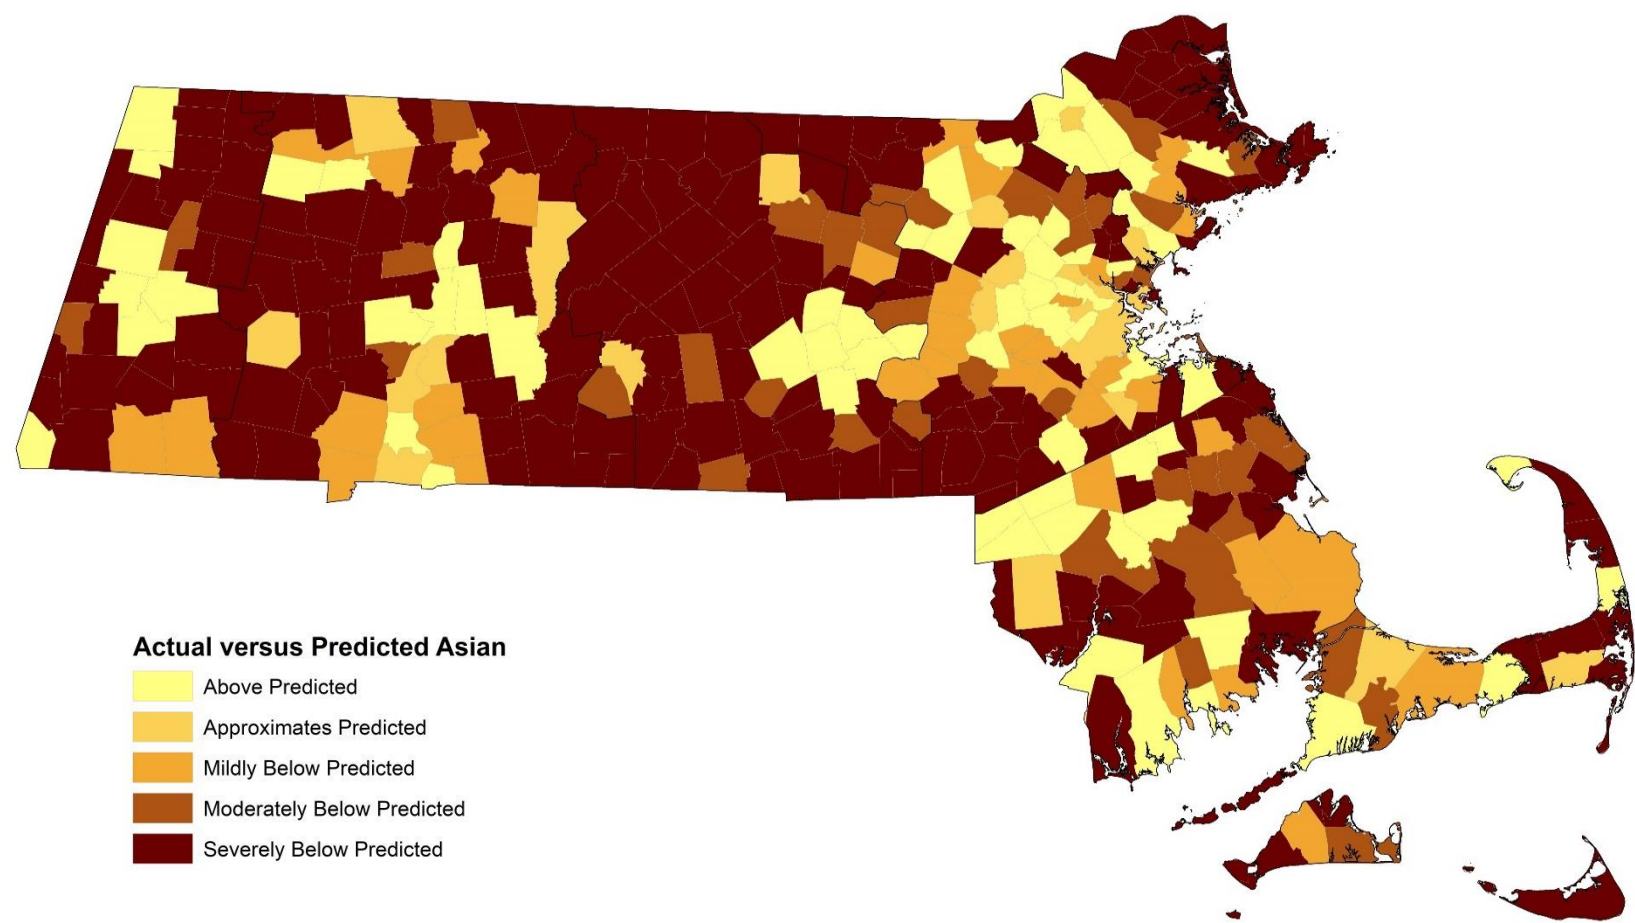 Actual versus Predicted Asian
Above Predicted
Approximates Predicted
Mildly Below Predicted
Moderately Below Predicted
Severely Below Predicted